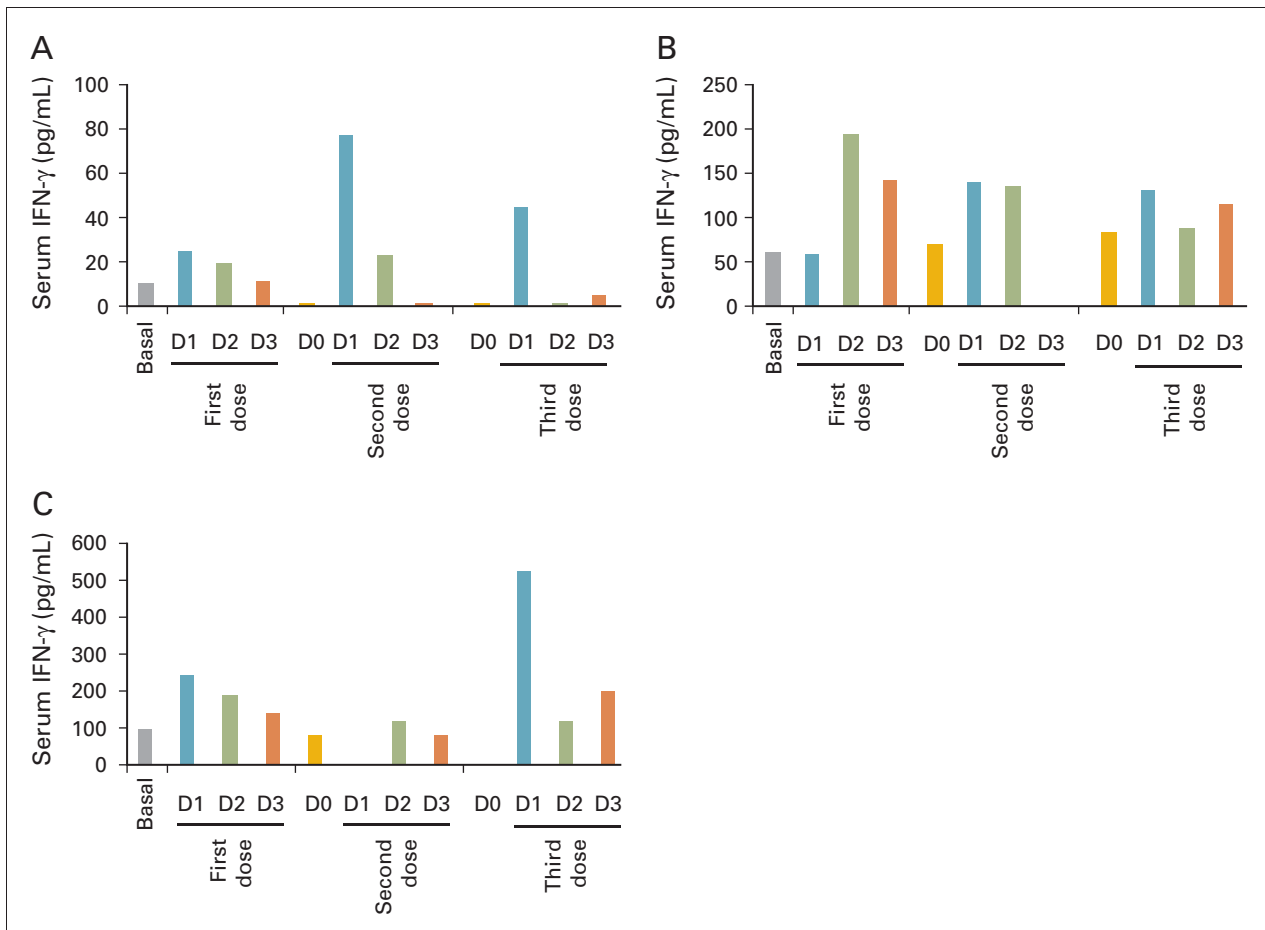 A
Serum IFN-γ (pg/mL)
100
80
60
40
20
0
Basal
D1 D2 D3 D0 D1 D2 D3 D0 D1 D2 D3
First
dose
Second
dose
Third
dose
B
Serum IFN-γ (pg/mL)
250
200
150
100
50
0
Basal
D1 D2 D3 D0 D1 D2 D3 D0 D1 D2 D3
First
dose
Second
dose
Third
dose
C
Serum IFN-γ (pg/mL)
600
500
400
300
200
100
0
Basal
D1 D2 D3 D0 D1 D2 D3 D0 D1 D2 D3
First
dose
Second
dose
Third
dose